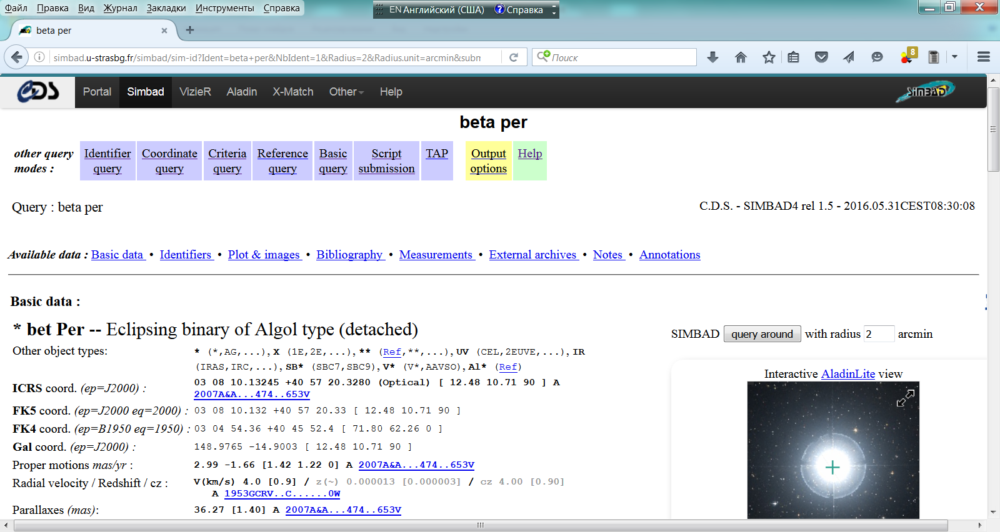 Файл Правка Вид Журнал Закладки Инструменты Справка
EN Английский (США) Справка
beta per
simbad.u-strasbg.fr/simbad/sim-id?Ident=beta+per&NbIdent=1&Radius=2&Radius.unit=arcmin&subm
Поиск
8
CDS Portal Simbad VizieR Aladin X-Match Other Help SIMBAD
beta per
other query modes :
Identifier query
Coordinate query
Criteria query
Reference query
Basic query
Script submission
TAP
Output options
Help
Query : beta per
C.D.S. - SIMBAD4 rel 1.5 - 2016.05.31CEST08:30:08
Available data : Basic data • Identifiers • Plot & images • Bibliography • Measurements • External archives • Notes • Annotations
Basic data :
* bet Per -- Eclipsing binary of Algol type (detached)
SIMBAD query around with radius 2 arcmin
Other object types: * (*,AG,...), X (1E,2E,...), ** (Ref,**,...), UV (CEL,2EUVE,...), IR
(IRAS,IRC,...), SB* (SBC7,SBC9), V* (V*,AAVSO), Al* (Ref)
ICRS coord. (ep=J2000) : 03 08 10.13245 +40 57 20.3280 (Optical) [ 12.48 10.71 90 ] A
2007A&A...474..653V
FK5 coord. (ep=J2000 eq=2000) : 03 08 10.132 +40 57 20.33 [ 12.48 10.71 90 ]
FK4 coord. (ep=B1950 eq=1950) : 03 04 54.36 +40 45 52.4 [ 71.80 62.26 0 ]
Gal coord. (ep=J2000) : 148.9765 -14.9003 [ 12.48 10.71 90 ]
Proper motions mas/yr : 2.99 -1.66 [1.42 1.22 0] A 2007A&A...474..653V
Radial velocity / Redshift / cz : V(km/s) 4.0 [0.9] / z(~) 0.000013 [0.000003] / cz 4.00 [0.90]
A 1953GCRV..C......0W
Parallaxes (mas): 36.27 [1.40] A 2007A&A...474..653V
Interactive AladinLite view